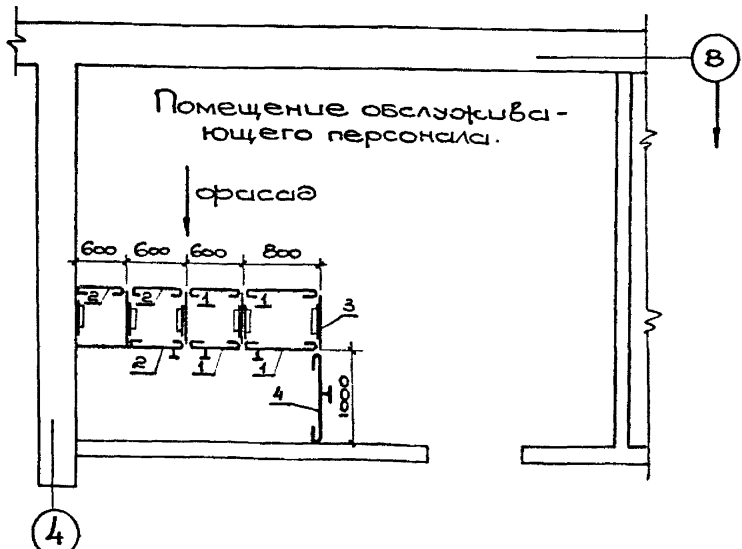 8
Помещение обслужива-
ющего персонала.
фасад
600 600 600 800
2 2 1 1 3
2 1 1
4
1000
4